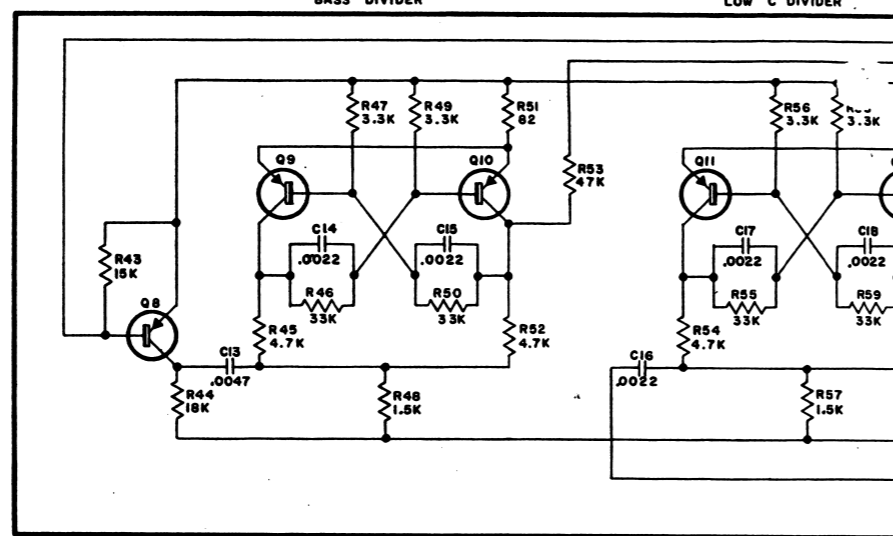 BASS DIVIDER
LOW C DIVIDER
R47
3.3K
R49
3.3K
R51
82
R56
3.3K
3.3K
Q9
Q10
R53
47K
Q11
C14
.0022
C15
.0022
C17
.0022
C18
.0022
R43
15K
R46
33K
R50
33K
R55
33K
R59
33K
Q8
R45
4.7K
R52
4.7K
R54
4.7K
C13
.0047
C16
.0022
R44
18K
R48
1.5K
R57
1.5K